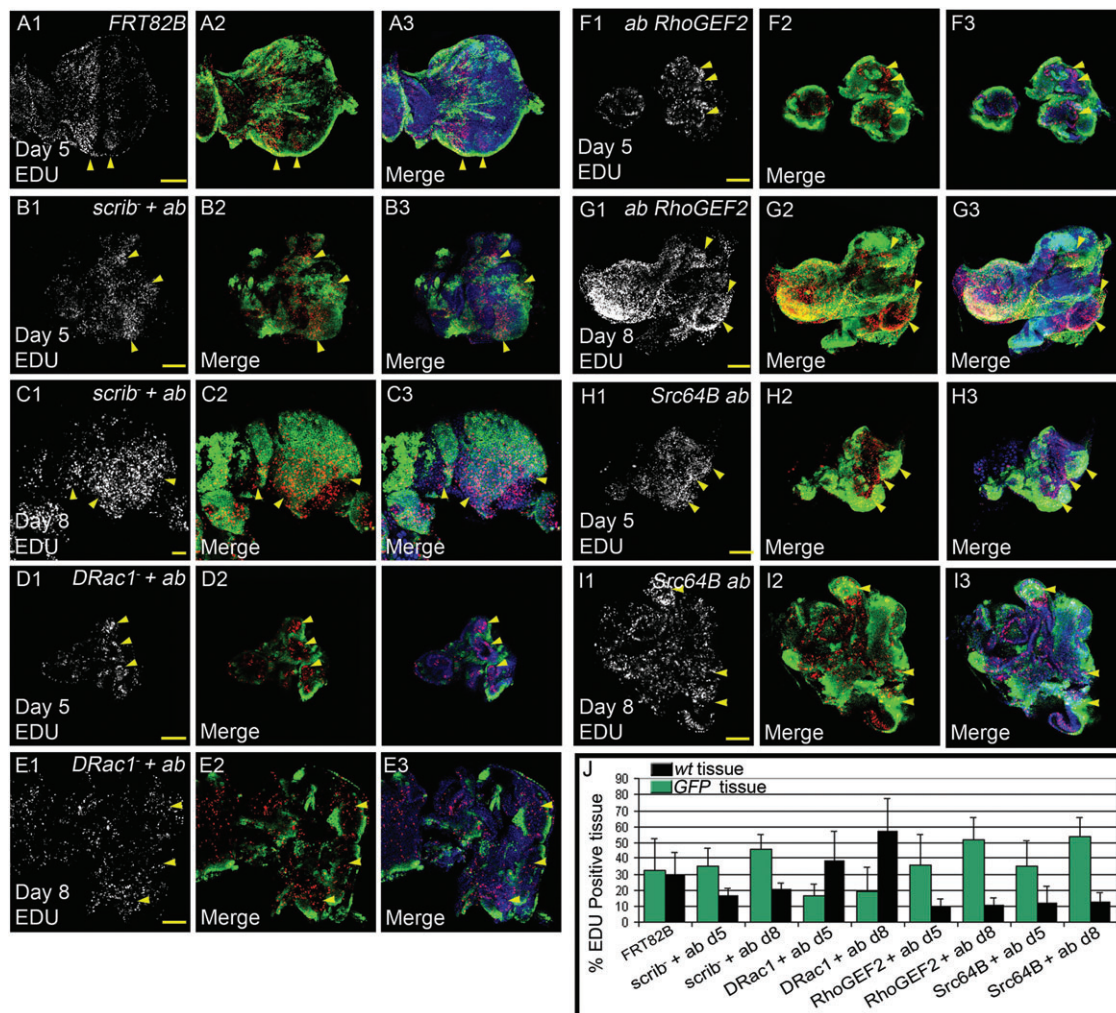 A1 FRT82B
Day 5
EDU
A2
A3
Merge
B1 scrib- + ab
Day 5
EDU
B2
Merge
B3
C1 scrib- + ab
Day 8
EDU
C2
Merge
C3
D1 DRac1- + ab
Day 5
EDU
D2
Merge
E1 DRac1- + ab
Day 8
EDU
E2
Merge
E3
F1 ab RhoGEF2
Day 5
EDU
F2
Merge
F3
G1 ab RhoGEF2
Day 8
EDU
G2
Merge
G3
Merge
H1 Src64B ab
Day 5
EDU
H2
Merge
H3
Merge
I1 Src64B ab
Day 8
EDU
I2
Merge
I3
Merge
J
wt tissue
GFP tissue
% EDU Positive tissue
90
80
70
60
50
40
30
20
10
0
FRT82B
scrib- + ab d5
scrib- + ab d8
DRac1 + ab d5
DRac1 + ab d8
RhoGEF2 + ab d5
RhoGEF2 + ab d8
Src64B + ab d5
Src64B + ab d8